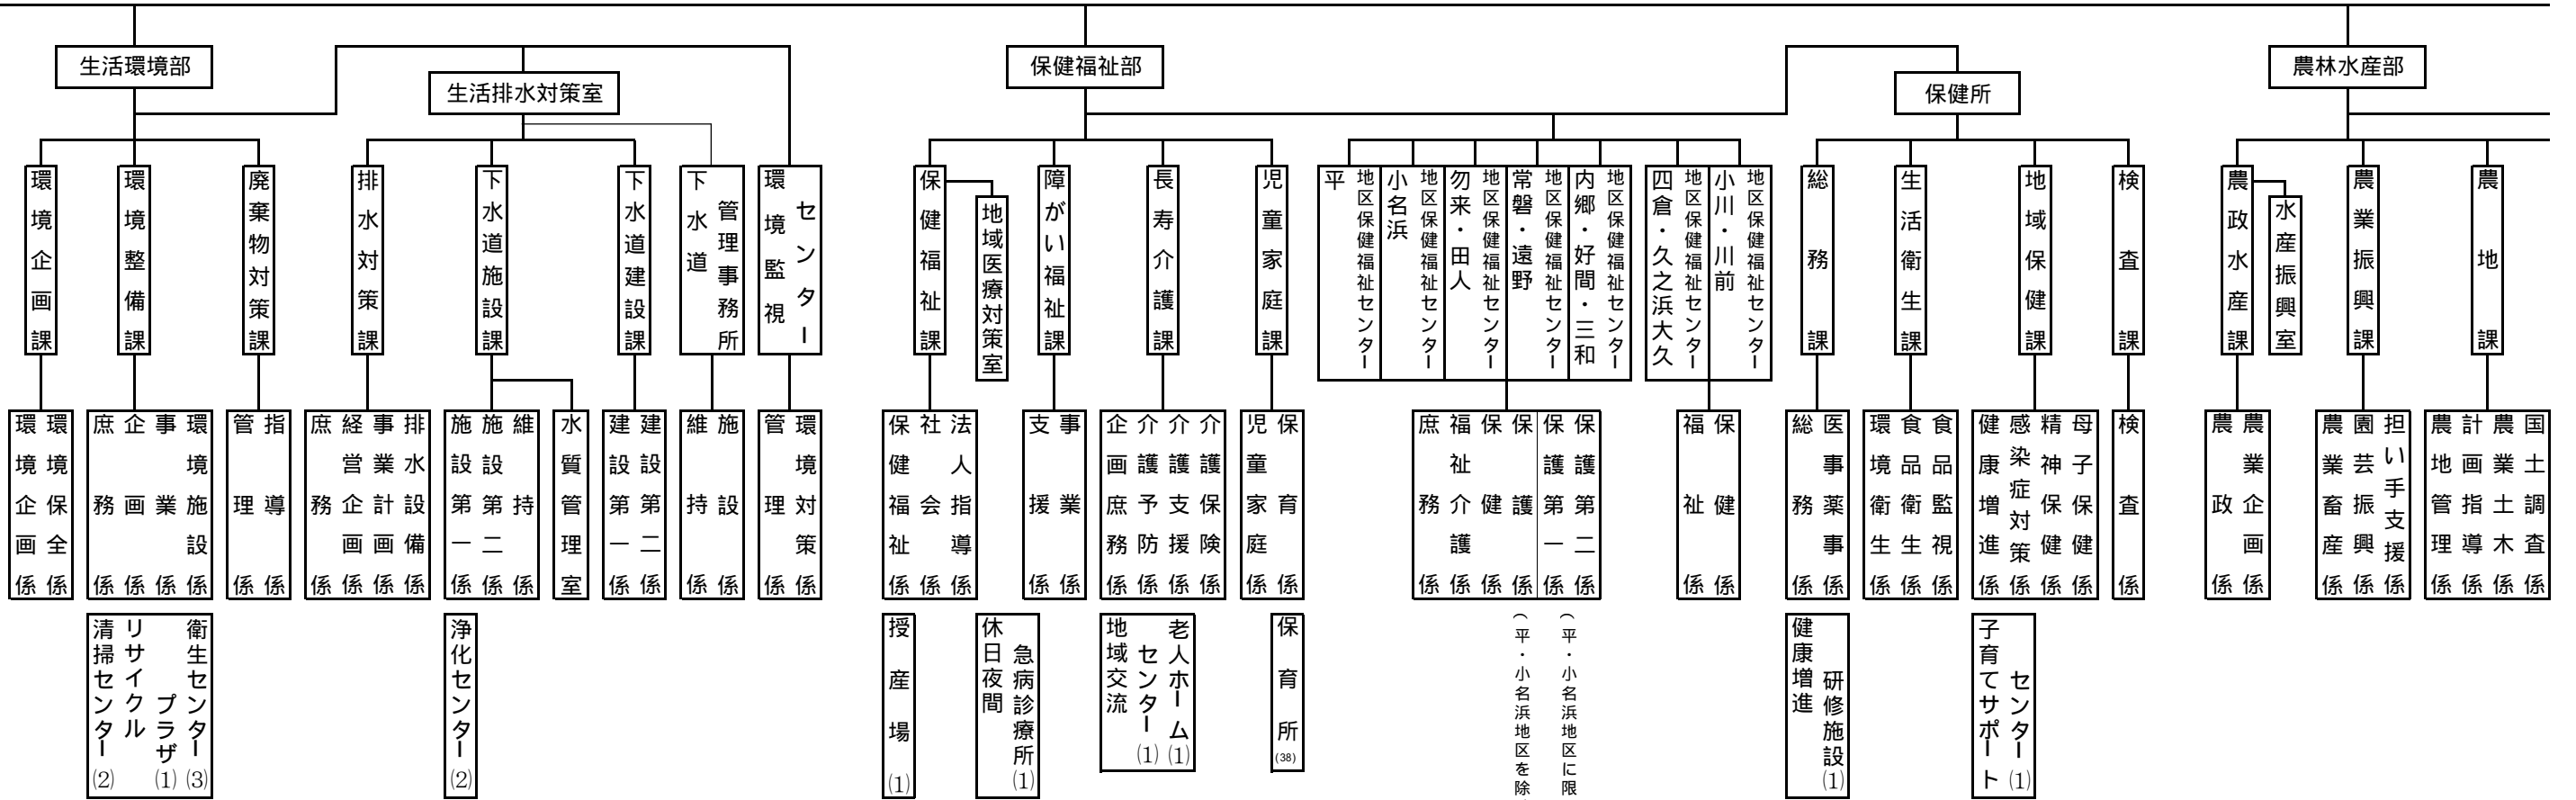 生活環境部
生活排水対策室
保健福祉部
保健所
農林水産部
環境企画課
環境整備課
廃棄物対策課
排水対策課
下水道施設課
下水道建設課
下水道
管理事務所
環境監視
センター
保健福祉課
地域医療対策室
障がい福祉課
長寿介護課
児童家庭課
平
地区保健福祉センター
小名浜
地区保健福祉センター
勿来・田人
地区保健福祉センター
常磐・遠野
地区保健福祉センター
内郷・好間・三和
地区保健福祉センター
四倉・久之浜大久
地区保健福祉センター
小川・川前
地区保健福祉センター
総務課
生活衛生課
地域保健課
検査課
農政水産課
水産振興室
農業振興課
農地課
環境企画係
環境保全係
庶務係
企画係
事業係
環境施設係
管理係
指導係
庶務係
経営企画係
事業計画係
排水設備係
施設第一係
施設第二係
維持係
水質管理室
建設第一係
建設第二係
維持係
施設係
管理係
環境対策係
保健福祉係
社会係
法人指導係
支援係
事業係
企画庶務係
介護予防係
介護支援係
介護保険係
児童家庭係
保育係
庶務係
福祉介護係
保健係
保護係
保護第一係
保護第二係
福祉係
保健係
総務係
医事薬事係
環境衛生係
食品衛生係
食品監視係
健康増進係
感染症対策係
精神保健係
母子保健係
検査係
農政係
農業企画係
農業畜産係
園芸振興係
担い手支援係
農地管理係
計画指導係
農業土木係
国土調査係
清掃センター(2)
リサイクル
プラザ(1)
衛生センター(3)
浄化センター(2)
授産場(1)
休日夜間
急病診療所(1)
地域交流
センター(1)
老人ホーム(1)
保育所(38)
(平・小名浜地区を除
(平・小名浜地区に限
健康増進
研修施設(1)
子育てサポート
センター(1)